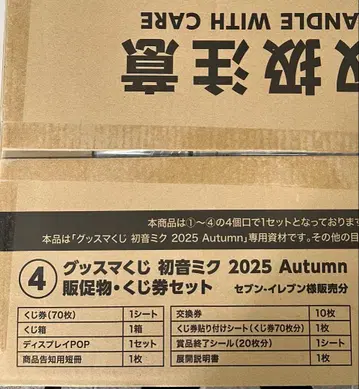 HANDLE WITH CARE
取扱注意
本商品は①～④の4個口で1セットとなっております
本品は「グッスマくじ 初音ミク 2025 Autumn」専用資材です。その他の目
④ グッスマくじ 初音ミク 2025 Autumn
販促物・くじ券セット セブン-イレブン様販売分
くじ券(70枚) 1シート 交換券 10枚
くじ箱 1箱 くじ券貼り付けシート(くじ券70枚分) 1枚
ディスプレイPOP 1セット 賞品終了シール(20枚分) 1シート
商品告知用短冊 1枚 展開説明書 1枚